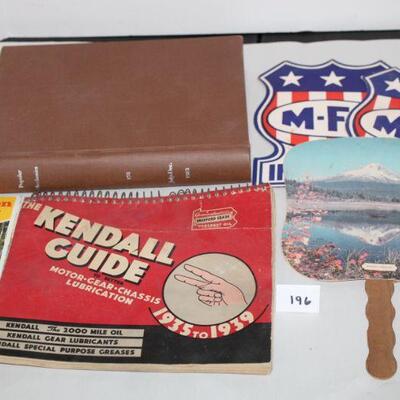 M-F
M
THE
KENDALL
GUIDE
MOTOR-GEAR-CHASSIS
LUBRICATION
1935 TO 1939
KENDALL The 2000 MILE OIL
KENDALL GEAR LUBRICANTS
KENDALL SPECIAL PURPOSE GREASES
196